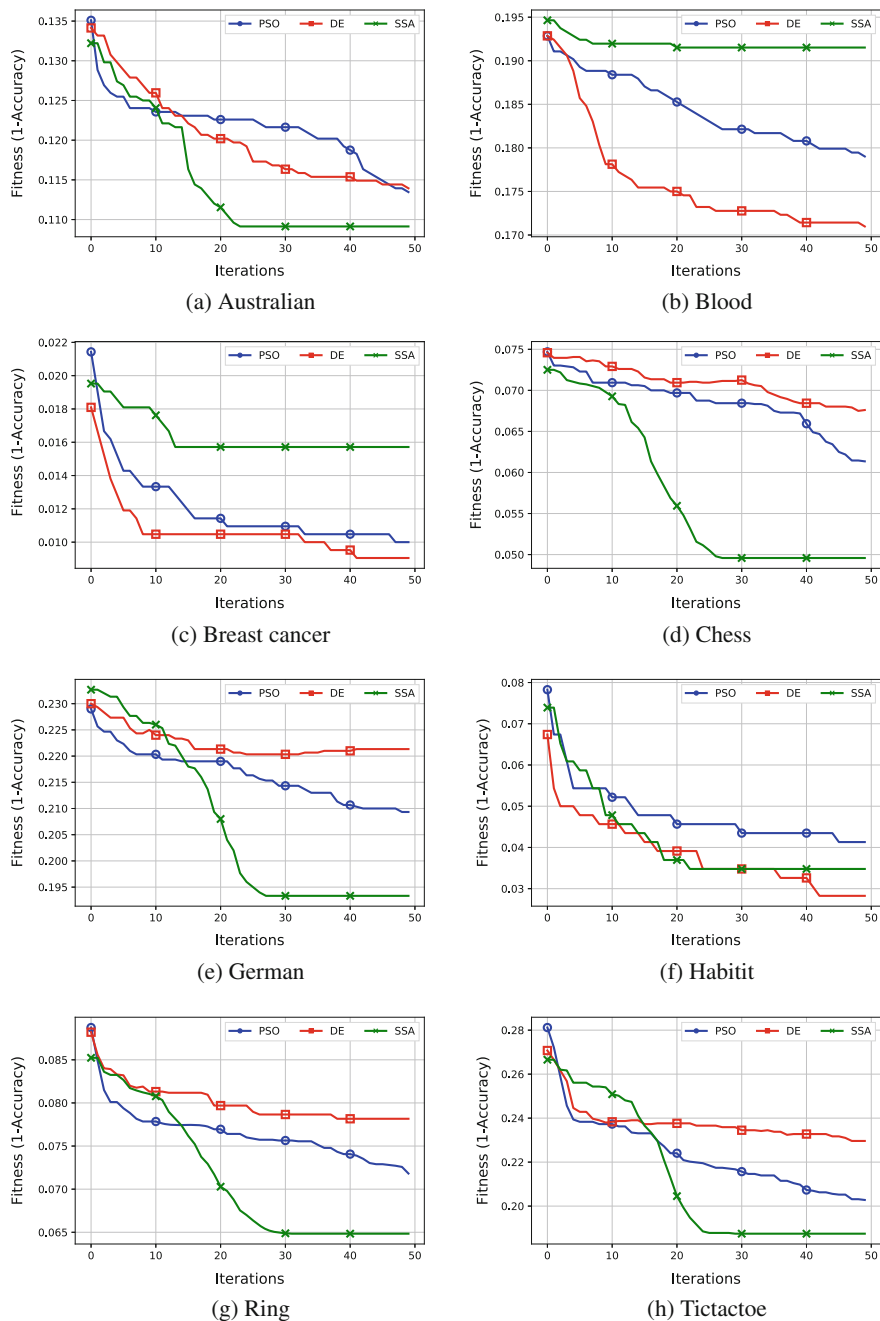 PSO DE SSA
0.135
0.130
0.125
0.120
0.115
0.110
Fitness (1-Accuracy)
0 10 20 30 40 50
Iterations
(a) Australian
PSO DE SSA
0.195
0.190
0.185
0.180
0.175
0.170
Fitness (1-Accuracy)
0 10 20 30 40 50
Iterations
(b) Blood
PSO DE SSA
0.022
0.020
0.018
0.016
0.014
0.012
0.010
Fitness (1-Accuracy)
0 10 20 30 40 50
Iterations
(c) Breast cancer
PSO DE SSA
0.075
0.070
0.065
0.060
0.055
0.050
Fitness (1-Accuracy)
0 10 20 30 40 50
Iterations
(d) Chess
PSO DE SSA
0.230
0.225
0.220
0.215
0.210
0.205
0.200
0.195
Fitness (1-Accuracy)
0 10 20 30 40 50
Iterations
(e) German
PSO DE SSA
0.08
0.07
0.06
0.05
0.04
0.03
Fitness (1-Accuracy)
0 10 20 30 40 50
Iterations
(f) Habitit
PSO DE SSA
0.085
0.080
0.075
0.070
0.065
Fitness (1-Accuracy)
0 10 20 30 40 50
Iterations
(g) Ring
PSO DE SSA
0.28
0.26
0.24
0.22
0.20
Fitness (1-Accuracy)
0 10 20 30 40 50
Iterations
(h) Tictactoe